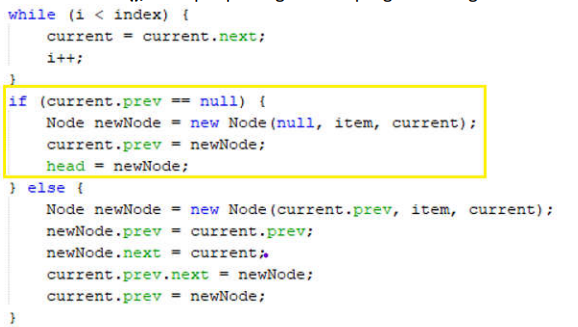 while (i < index) {
    current = current.next;
    i++;
}
if (current.prev == null) {
    Node newNode = new Node(null, item, current);
    current.prev = newNode;
    head = newNode;
} else {
    Node newNode = new Node(current.prev, item, current);
    newNode.prev = current.prev;
    newNode.next = current;
    current.prev.next = newNode;
    current.prev = newNode;
}